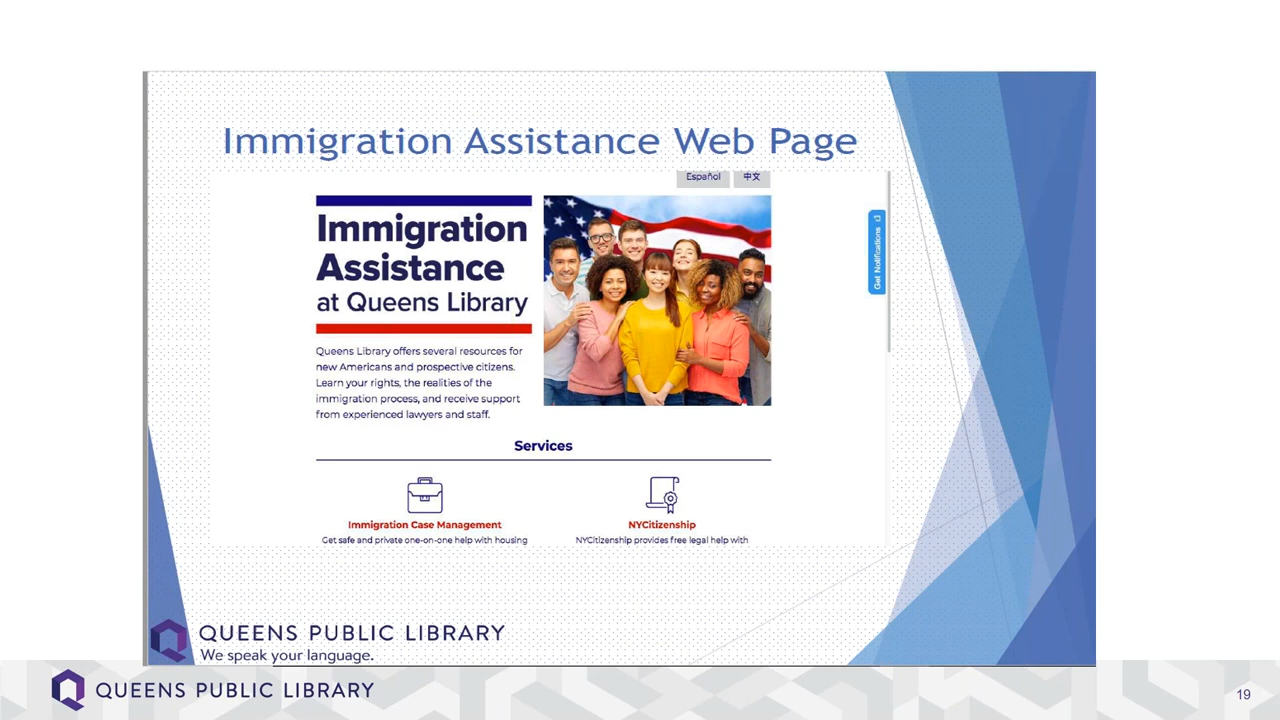 Immigration Assistance Web Page
Español 中文
Immigration
Assistance
at Queens Library
Get Notifications
Queens Library offers several resources for
new Americans and prospective citizens.
Learn your rights, the realities of the
immigration process, and receive support
from experienced lawyers and staff.
Services
Immigration Case Management
Get safe and private one-on-one help with housing
NYCitizenship
NYCitizenship provides free legal help with
QUEENS PUBLIC LIBRARY
We speak your language.
QUEENS PUBLIC LIBRARY
19